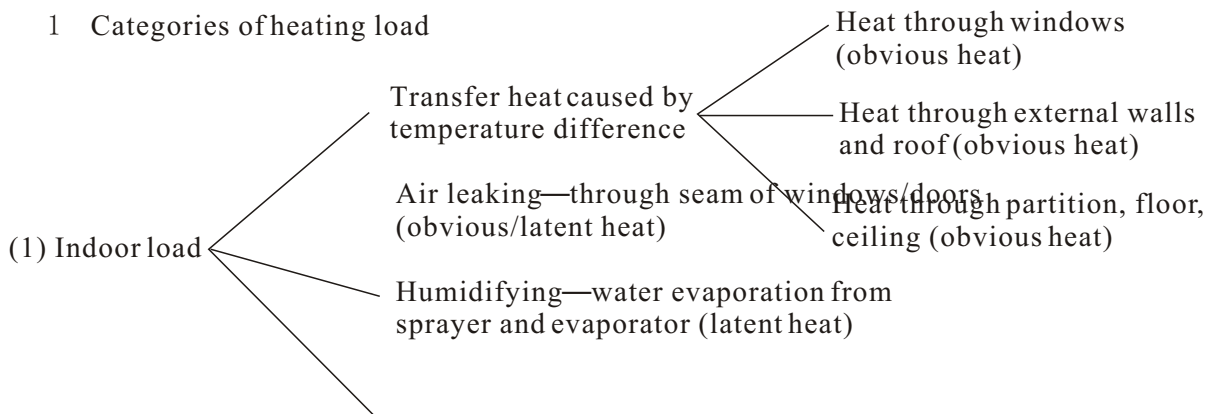 1 Categories of heating load
Heat through windows
(obvious heat)
Transfer heat caused by
temperature difference
Heat through external walls
and roof (obvious heat)
Air leaking—through seam of windows/doors
(obvious/latent heat)
Heat through partition, floor,
ceiling (obvious heat)
(1) Indoor load
Humidifying—water evaporation from
sprayer and evaporator (latent heat)